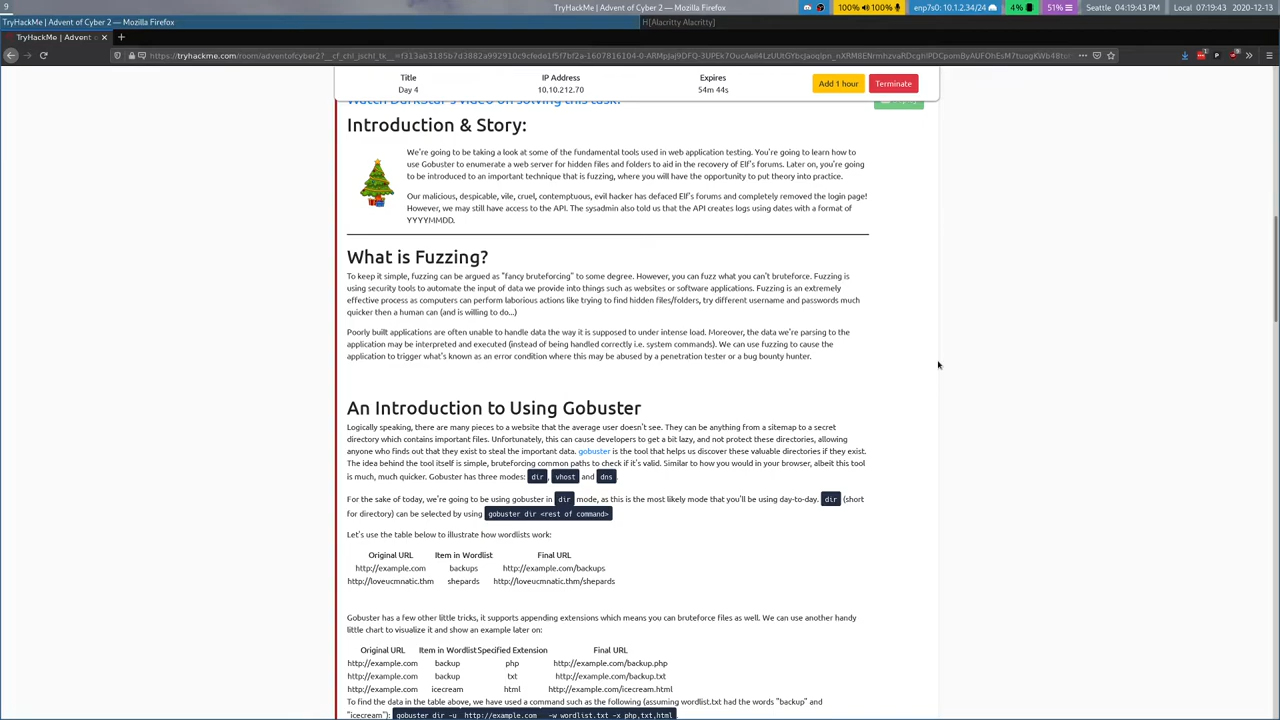 9
TryHackMe | Advent of Cyber 2 — Mozilla Firefox
100% 100%
enp7s0: 10.1.2.34/24
4%
51%
Seattle 04:19:43 PM
Local: 07:19:43
2020-12-13
TryHackMe | Advent of Cyber 2 — Mozilla Firefox
H[Alacritty Alacritty]
TryHackMe | Advent of C
Title
IP Address
Expires
Day 4
10.10.212.70
54m 44s
Add 1 hour
Terminate
Watch DarkStar's video on solving this task!
Introduction & Story:
We're going to be taking a look at some of the fundamental tools used in web application testing. You're going to learn how to
use Gobuster to enumerate a web server for hidden files and folders to aid in the recovery of Elf's forums. Later on, you're going
to be introduced to an important technique that is fuzzing, where you will have the opportunity to put theory into practice.
Our malicious, despicable, vile, cruel, contemptuous, evil hacker has defaced Elf's forums and completely removed the login page!
However, we may still have access to the API. The sysadmin also told us that the API creates logs using dates with a format of
YYYYMMDD.
What is Fuzzing?
To keep it simple, fuzzing can be argued as "fancy bruteforcing" to some degree. However, you can fuzz what you can't bruteforce. Fuzzing is
using security tools to automate the input of data we provide into things such as websites or software applications. Fuzzing is an extremely
effective process as computers can perform laborious actions like trying to find hidden files/folders, try different username and passwords much
quicker then a human can (and is willing to do...)
Poorly built applications are often unable to handle data the way it is supposed to under intense load. Moreover, the data we're parsing to the
application may be interpreted and executed (instead of being handled correctly i.e. system commands). We can use fuzzing to cause the
application to trigger what's known as an error condition where this may be abused by a penetration tester or a bug bounty hunter.
An Introduction to Using Gobuster
Logically speaking, there are many pieces to a website that the average user doesn't see. They can be anything from a sitemap to a secret
directory which contains important files. Unfortunately, this can cause developers to get a bit lazy, and not protect these directories, allowing
anyone who finds out that they exist to steal the important data. gobuster is the tool that helps us discover these valuable directories if they exist.
The idea behind the tool itself is simple, bruteforcing common paths to check if it's valid. Similar to how you would in your browser, albeit this tool
is much, much quicker. Gobuster has three modes: dir, vhost and dns.
For the sake of today, we're going to be using gobuster in dir mode, as this is the most likely mode that you'll be using day-to-day. dir (short
for directory) can be selected by using gobuster dir <rest of command>
Let's use the table below to illustrate how wordlists work:
Original URL Item in Wordlist Final URL
http://example.com backups http://example.com/backups
http://loveucmnatic.thm shepards http://loveucmnatic.thm/shepards
Gobuster has a few other little tricks, it supports appending extensions which means you can bruteforce files as well. We can use another handy
little chart to visualize it and show an example later on:
Original URL Item in Wordlist Specified Extension Final URL
http://example.com backup php http://example.com/backup.php
http://example.com backup txt http://example.com/backup.txt
http://example.com icecream html http://example.com/icecream.html
To find the data in the table above, we have used a command such as the following (assuming wordlist.txt had the words "backup" and
"icecream"): gobuster dir -u http://example.com -w wordlist.txt -x php,txt,html